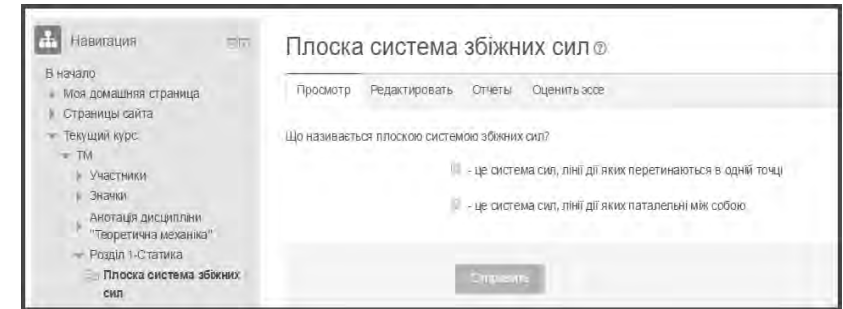 Навигация
В начало
Моя домашняя страница
Страницы сайта
Текущий курс
ТМ
Участники
Значки
Анотація дисципліни
"Теоретична механіка"
Розділ 1-Статика
Плоска система збіжних
сил
Плоска система збіжних сил
Просмотр Редактировать Отчеты Оценить эссе
Що називається плоскою системою збіжних сил?
- це система сил, лінії дії яких перетинаються в одній точці
- це система сил, лінії дії яких паталельні між собою
Отправить